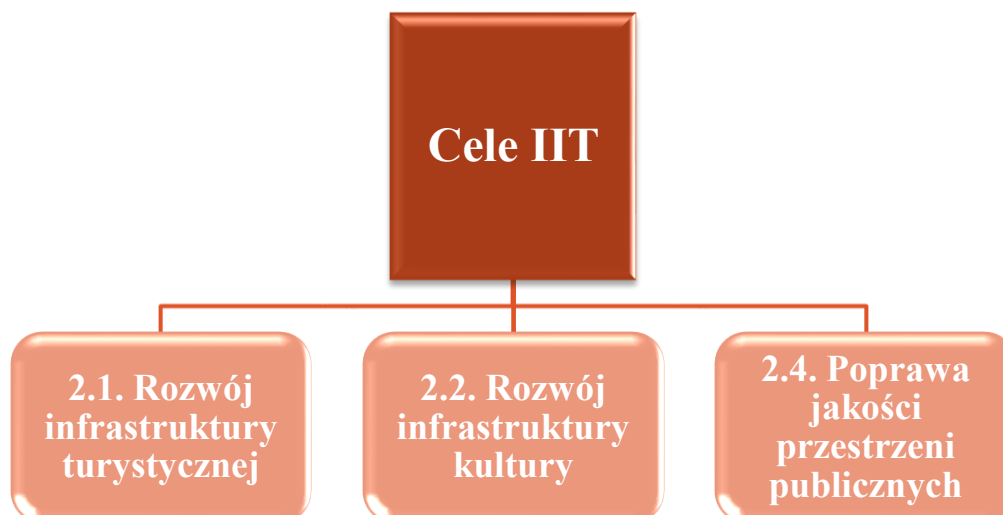 Cele IIT
2.1. Rozwój
infrastruktury
turystycznej
2.2. Rozwój
infrastruktury
kultury
2.4. Poprawa
jakości
przestrzeni
publicznych